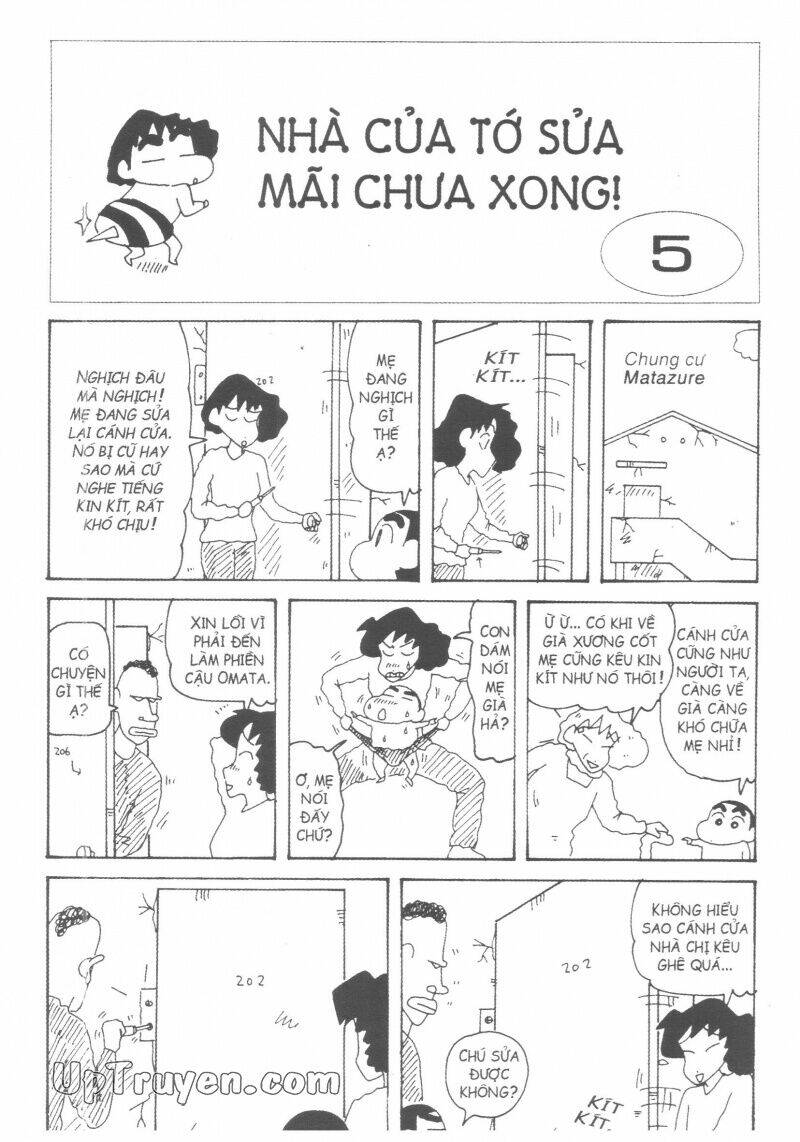 NHÀ CỦA TỚ SỬA
MÃI CHƯA XONG!
5
Chung cư
Matazure
KÍT
KÍT...
MẸ
ĐANG
NGHỊCH
GÌ
THẾ
Ạ?
202
NGHỊCH ĐÂU
MÀ NGHỊCH!
MẸ ĐANG SỬA
LẠI CÁNH CỬA.
NÓ BỊ CŨ HAY
SAO MÀ CỨ
NGHE TIẾNG
KIN KÍT, RẤT
KHÓ CHỊU!
CÁNH CỬA
CŨNG NHƯ
NGƯỜI TA,
CÀNG VỀ
GIÀ CÀNG
KHÓ CHỮA
MẸ NHỈ!
Ừ Ừ... CÓ KHI VỀ
GIÀ XƯƠNG CỐT
MẸ CŨNG KÊU KIN
KÍT NHƯ NÓ THÔI!
CON
DÁM
NÓI
MẸ
GIÀ
HẢ?
Ơ, MẸ
NÓI
ĐẤY
CHỨ?
XIN LỖI VÌ
PHẢI ĐẾN
LÀM PHIỀN
CẬU OMATA.
CÓ
CHUYỆN
GÌ THẾ
Ạ?
206
KHÔNG HIỂU
SAO CÁNH CỬA
NHÀ CHỊ KÊU
GHÊ QUÁ...
202
CHÚ SỬA
ĐƯỢC
KHÔNG?
KÍT
KÍT.
202
UpTruyen.com